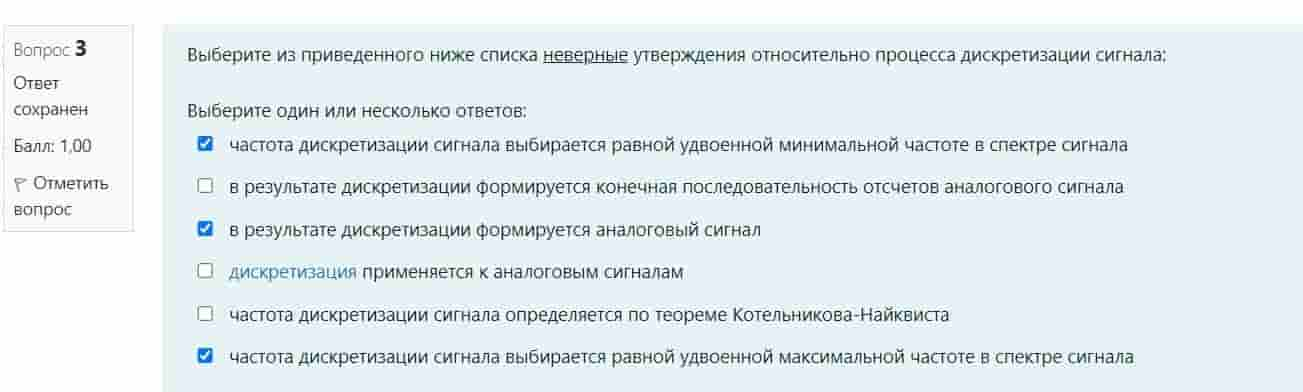 Вопрос 3
Ответ
сохранен
Балл: 1,00
Отметить
вопрос
Выберите из приведенного ниже списка неверные утверждения относительно процесса дискретизации сигнала:
Выберите один или несколько ответов:
частота дискретизации сигнала выбирается равной удвоенной минимальной частоте в спектре сигнала
в результате дискретизации формируется конечная последовательность отсчетов аналогового сигнала
в результате дискретизации формируется аналоговый сигнал
дискретизация применяется к аналоговым сигналам
частота дискретизации сигнала определяется по теореме Котельникова-Найквиста
частота дискретизации сигнала выбирается равной удвоенной максимальной частоте в спектре сигнала